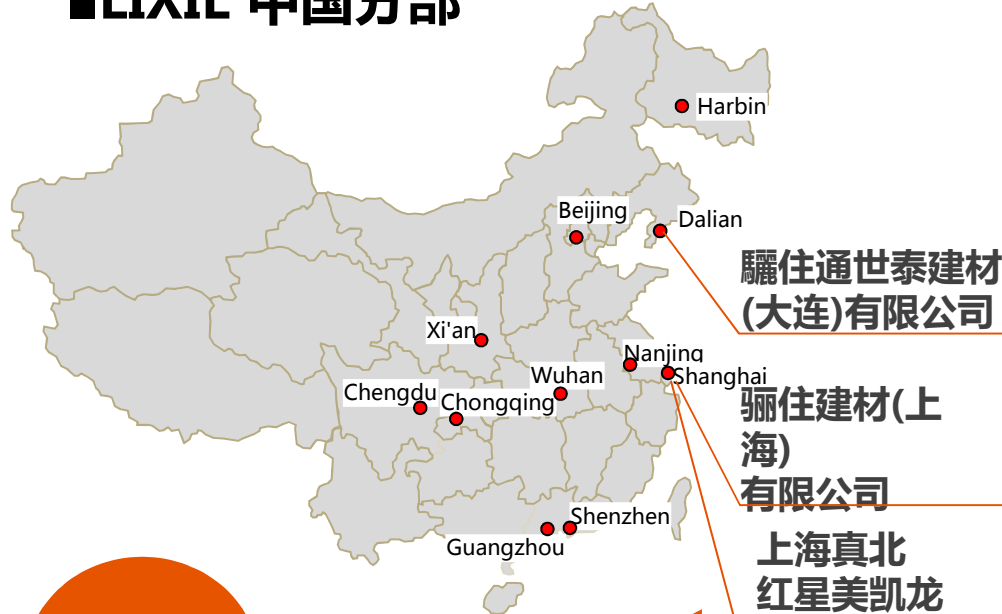 ■LIXIL 中国分部
Harbin
Beijing
Dalian
驪住通世泰建材
(大连)有限公司
Xi'an
Nanjing
Shanghai
Wuhan
Chengdu
Chongqing
骊住建材(上
海)
有限公司
Shenzhen
Guangzhou
上海真北
红星美凯龙